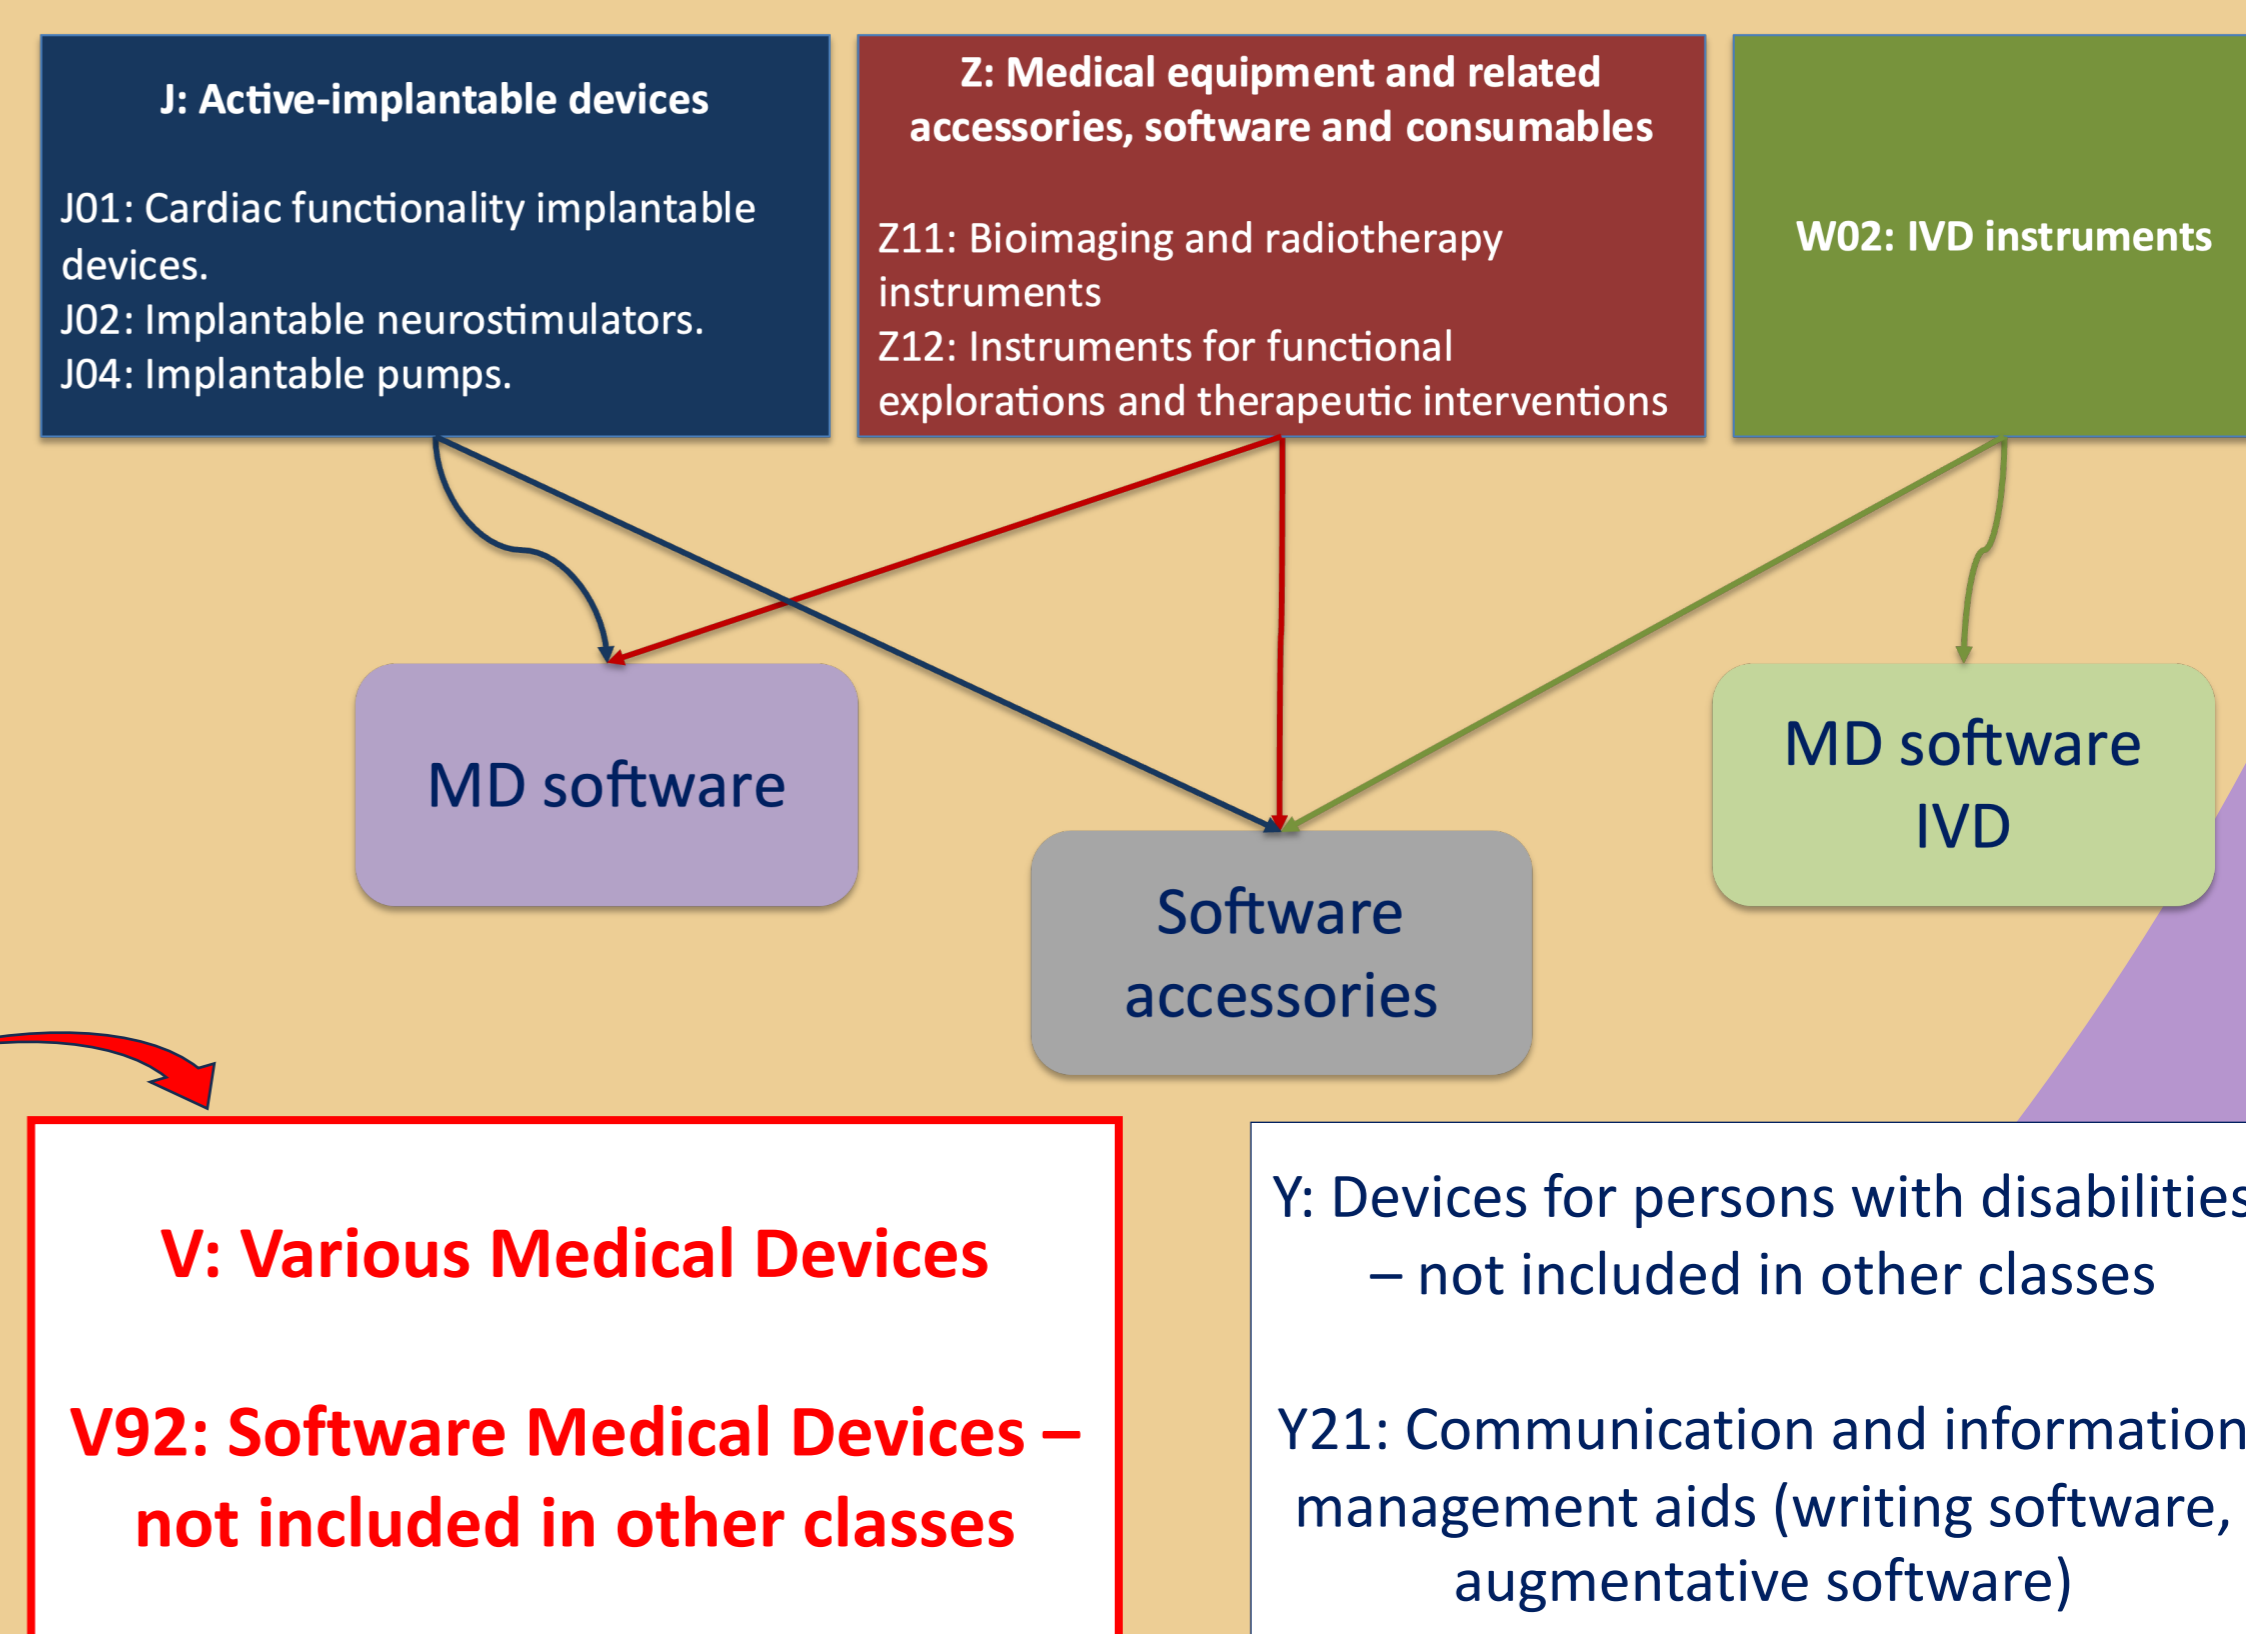 J: Active-implantable devices
J01: Cardiac functionality implantable
devices.
J02: Implantable neurostimulators.
J04: Implantable pumps.
Z: Medical equipment and related
accessories, software and consumables
Z11: Bioimaging and radiotherapy
instruments
Z12: Instruments for functional
explorations and therapeutic interventions
W02: IVD instruments
MD software
Software
accessories
MD software
IVD
V: Various Medical Devices
V92: Software Medical Devices –
not included in other classes
Y: Devices for persons with disabilities
– not included in other classes
Y21: Communication and information
management aids (writing software,
augmentative software)